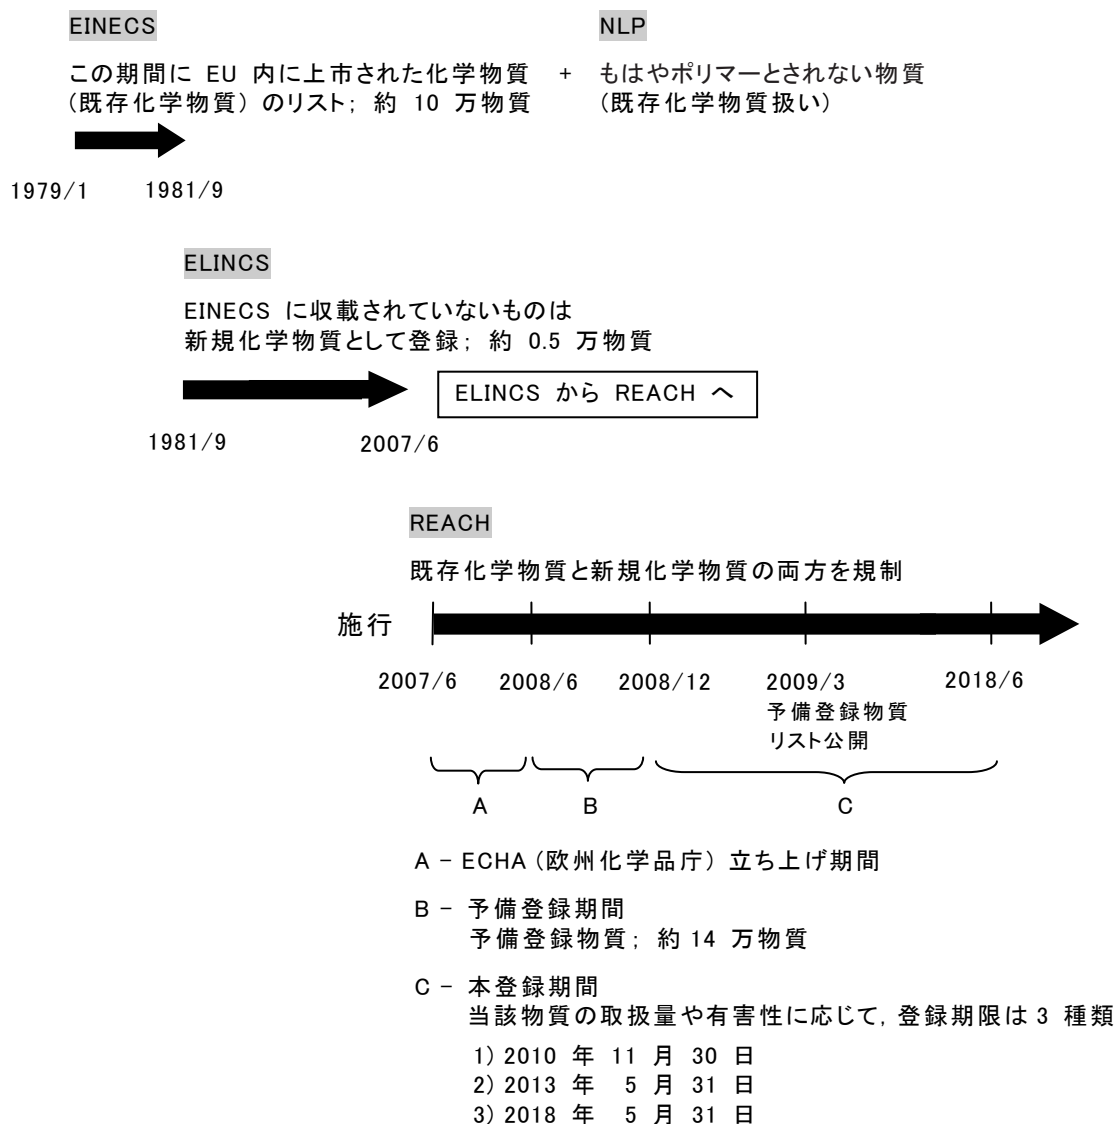 EINECS
NLP
この期間に EU 内に上市された化学物質 + もはやポリマーとされない物質
(既存化学物質) のリスト; 約 10 万物質
(既存化学物質扱い)
1979/1
1981/9
ELINCS
EINECS に収載されていないものは
新規化学物質として登録; 約 0.5 万物質
ELINCS から REACH へ
1981/9
2007/6
REACH
既存化学物質と新規化学物質の両方を規制
施行
2007/6
2008/6
2008/12
2009/3
2018/6
予備登録物質
リスト公開
A
B
C
A - ECHA (欧州化学品庁) 立ち上げ期間
B - 予備登録期間
予備登録物質; 約 14 万物質
C - 本登録期間
当該物質の取扱量や有害性に応じて, 登録期限は 3 種類
1) 2010 年 11 月 30 日
2) 2013 年 5 月 31 日
3) 2018 年 5 月 31 日